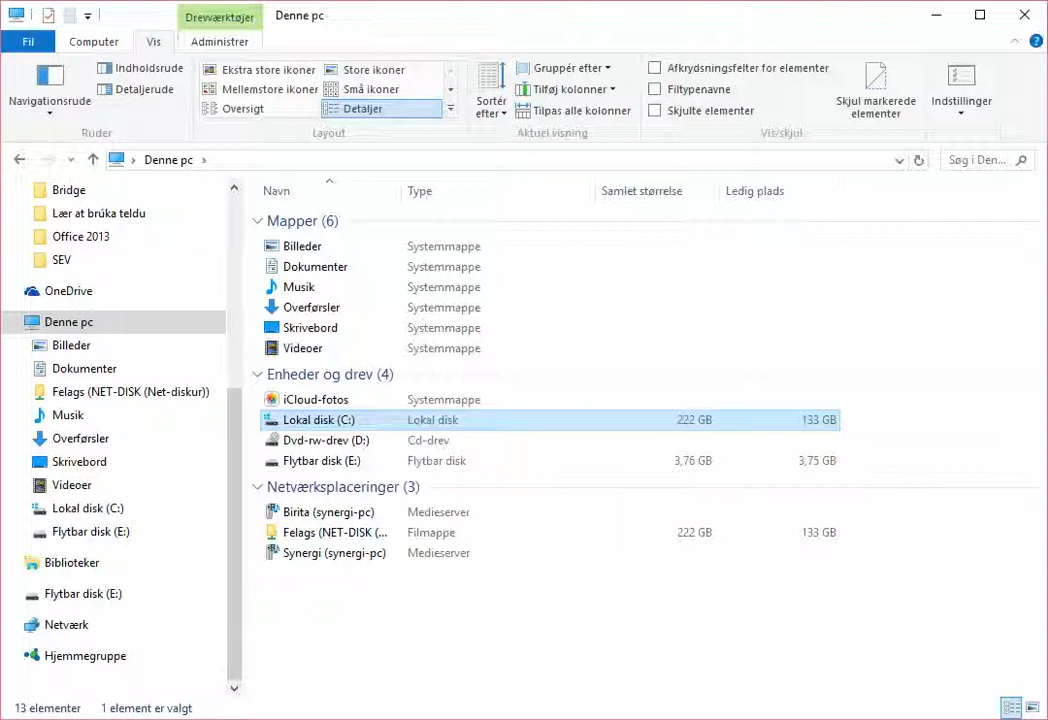 Drevværktøjer Denne pc
Fil Computer Vis Administrer
Navigationsrude
Indholdsrude
Detaljerude
Ruder
Ekstra store ikoner Store ikoner
Mellemstore ikoner Små ikoner
Oversigt Detaljer
Layout
Sortér efter
Gruppér efter
Tilføj kolonner
Tilpas alle kolonner
Aktuel visning
Afkrydsningsfelter for elementer
Filtypenavne
Skjulte elementer
Skjul markerede elementer
Vis/skjul
Indstillinger
Denne pc
Søg i Den...
Bridge
Lær at brúka teldu
Office 2013
SEV
OneDrive
Denne pc
Billeder
Dokumenter
Felags (NET-DISK (Net-diskur))
Musik
Overførsler
Skrivebord
Videoer
Lokal disk (C:)
Flytbar disk (E:)
Biblioteker
Flytbar disk (E:)
Netværk
Hjemmegruppe
Navn Type Samlet størrelse Ledig plads
Mapper (6)
Billeder Systemmappe
Dokumenter Systemmappe
Musik Systemmappe
Overførsler Systemmappe
Skrivebord Systemmappe
Videoer Systemmappe
Enheder og drev (4)
iCloud-fotos Systemmappe
Lokal disk (C:) Lokal disk 222 GB 133 GB
Dvd-rw-drev (D:) Cd-drev
Flytbar disk (E:) Flytbar disk 3,76 GB 3,75 GB
Netværksplaceringer (3)
Birita (synergi-pc) Medieserver
Felags (NET-DISK (... Filmappe 222 GB 133 GB
Synergi (synergi-pc) Medieserver
13 elementer 1 element er valgt